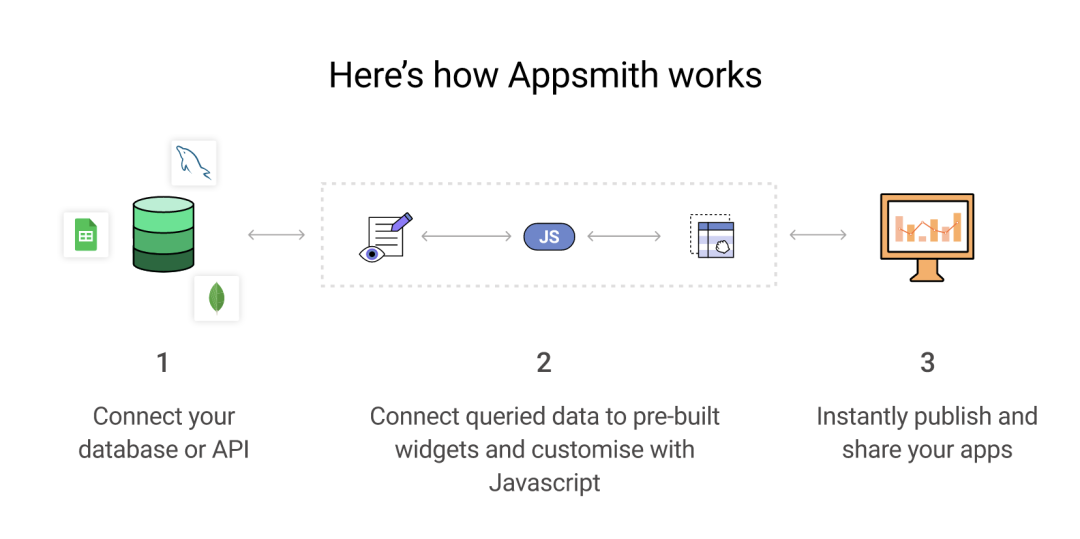 Here’s how Appsmith works
JS
1
Connect your
database or API
2
Connect queried data to pre-built
widgets and customise with
Javascript
3
Instantly publish and
share your apps